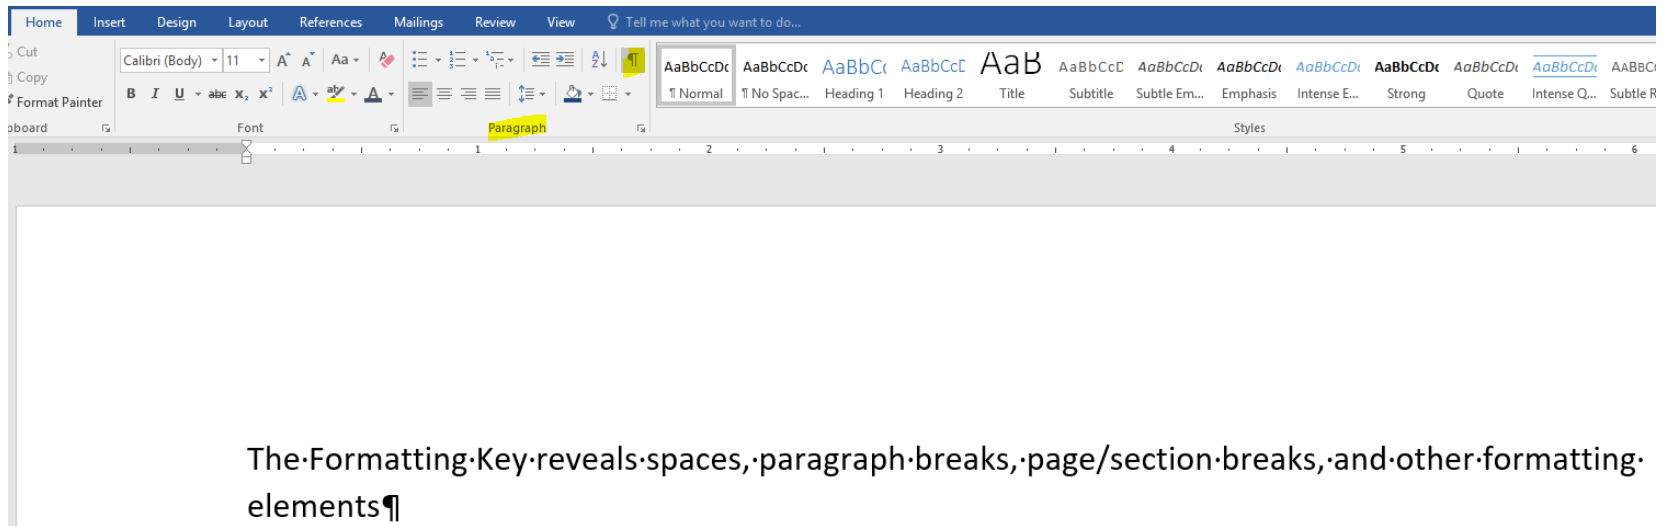 Home Insert Design Layout References Mailings Review View Tell me what you want to do...
Cut
Copy
Format Painter
Calibri (Body) 11 A A Aa
B I U abc X₂ X² A ab A
AaBbCcDc AaBbCcDc AaBbCc AaBbCcD AaB AaBbCcD AaBbCcDc AaBbCcDc AaBbCcDc AaBbCcDc AaBbCcDc AaBbCcDc AaBbC
¶ Normal ¶ No Spac... Heading 1 Heading 2 Title Subtitle Subtle Em... Emphasis Intense E... Strong Quote Intense Q... Subtle R
pboard Font Paragraph Styles
1 1 2 3 4 5 6
The·Formatting·Key·reveals·spaces,·paragraph·breaks,·page/section·breaks,·and·other·formatting·
elements¶